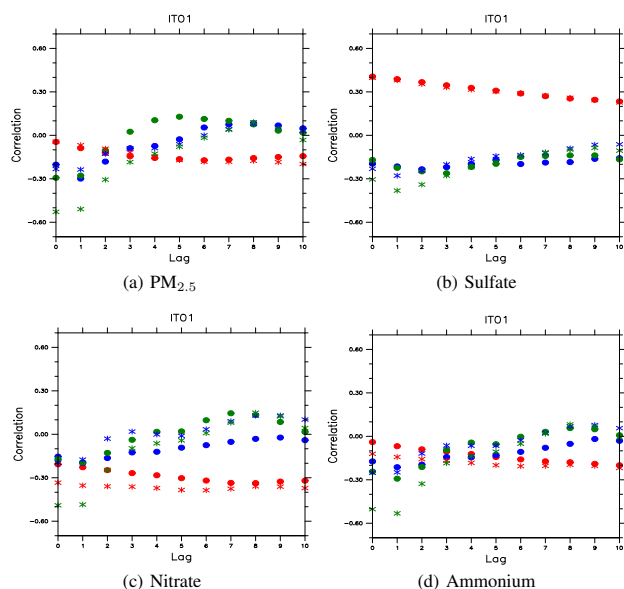 ITO1
ITO1
0.60
0.30
0.00
-0.30
-0.60
Correlation
0 1 2 3 4 5 6 7 8 9 10
Lag
0.60
0.30
0.00
-0.30
-0.60
Correlation
0 1 2 3 4 5 6 7 8 9 10
Lag
(a) PM2.5
(b) Sulfate
ITO1
ITO1
0.60
0.30
0.00
-0.30
-0.60
Correlation
0 1 2 3 4 5 6 7 8 9 10
Lag
0.60
0.30
0.00
-0.30
-0.60
Correlation
0 1 2 3 4 5 6 7 8 9 10
Lag
(c) Nitrate
(d) Ammonium